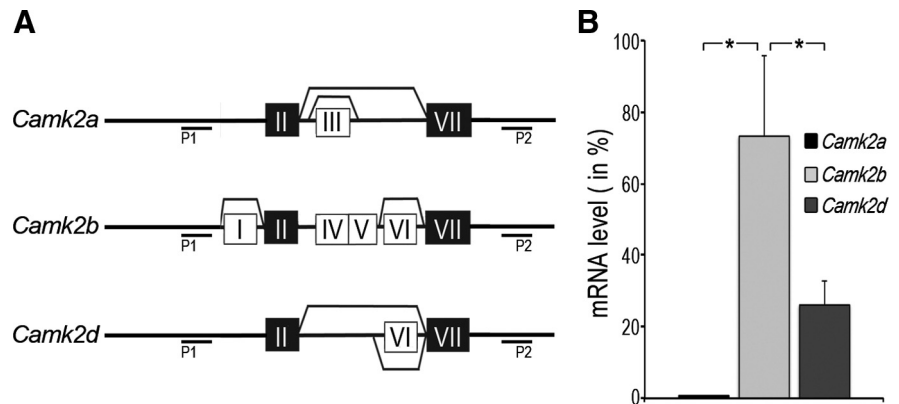 A
Camk2a
II
III
VII
P1
P2
Camk2b
I
II
IV
V
VI
VII
P1
P2
Camk2d
II
VI
VII
P1
P2
B
mRNA level ( in %)
100
80
60
40
20
0
*
*
Camk2a
Camk2b
Camk2d